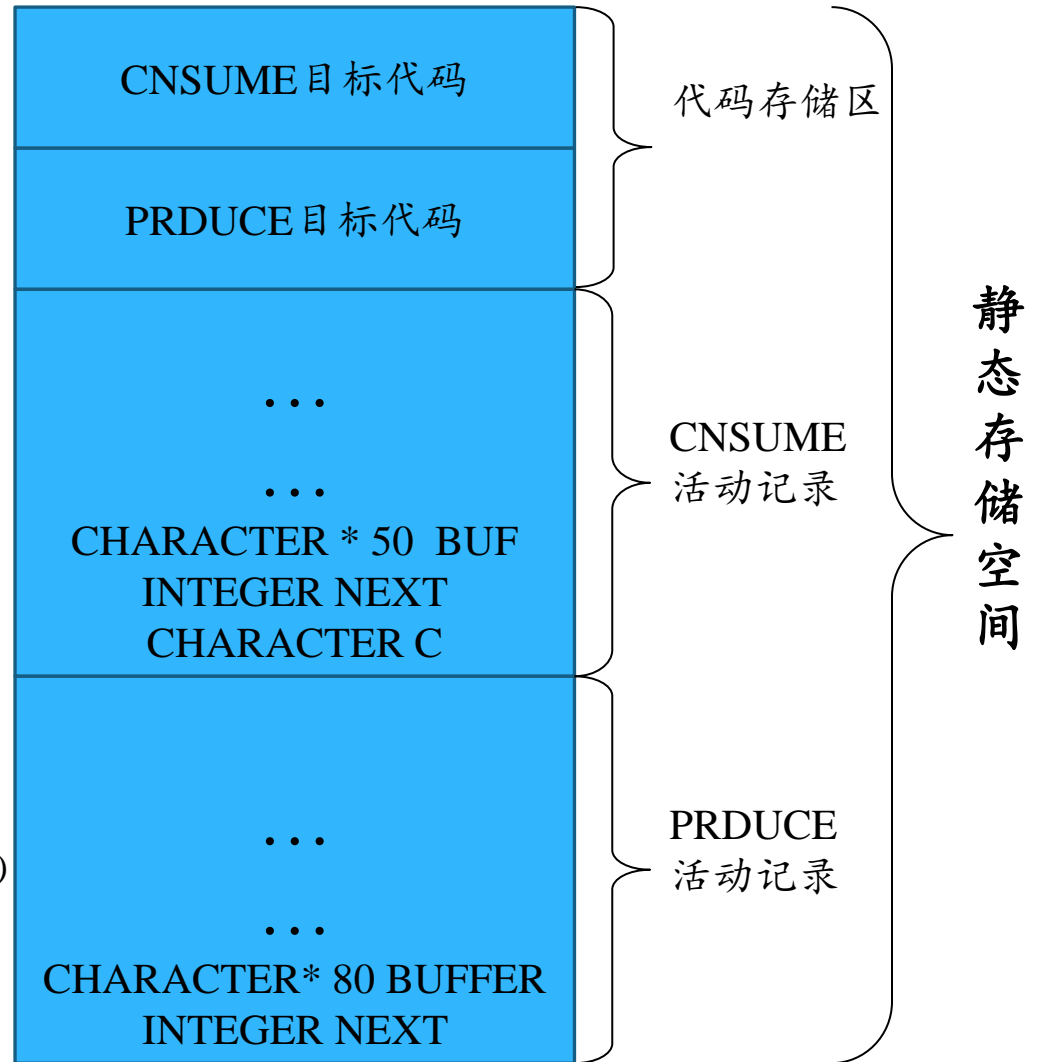 CNSUME目标代码
代码存储区
PRDUCE目标代码
...
...
CHARACTER * 50 BUF
INTEGER NEXT
CHARACTER C
CNSUME
活动记录
...
...
CHARACTER* 80 BUFFER
INTEGER NEXT
)
PRDUCE
活动记录
静
态
存
储
空
间